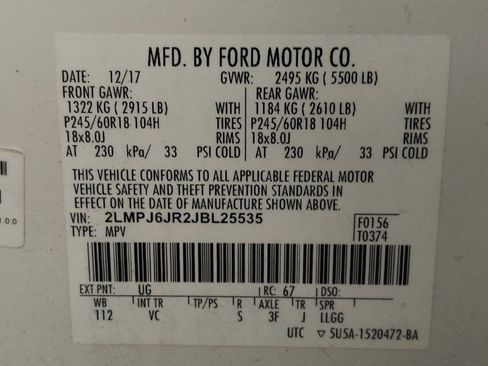 MFD. BY FORD MOTOR CO.
DATE: 12/17 GVWR: 2495 KG ( 5500 LB)
FRONT GAWR: REAR GAWR:
1322 KG ( 2915 LB) WITH 1184 KG ( 2610 LB) WITH
P245/60R18 104H TIRES P245/60R18 104H TIRES
18x8.0J RIMS 18x8.0J RIMS
AT 230 kPa/ 33 PSI COLD AT 230 kPa/ 33 PSI COLD
THIS VEHICLE CONFORMS TO ALL APPLICABLE FEDERAL MOTOR
VEHICLE SAFETY AND THEFT PREVENTION STANDARDS IN
EFFECT ON THE DATE OF MANUFACTURE SHOWN ABOVE.
VIN: 2LMPJ6JR2JBL25535 F0156
TYPE: MPV T0374
EXT PNT: UG RC: 67 DSO:
WB INT TR TP/PS R AXLE TR SPR
112 VC S 3F J LLGG
UTC ▽ 5U5A-1520472-BA